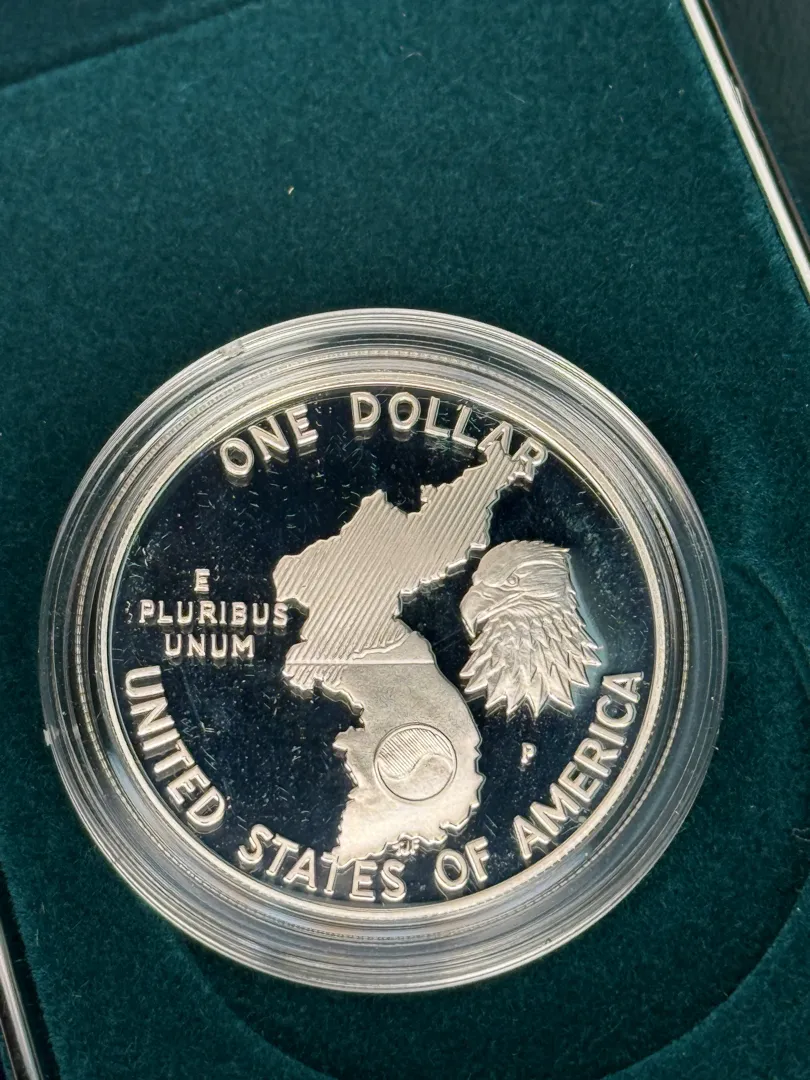 ONE DOLLAR
E
PLURIBUS
UNUM
P
UNITED STATES OF AMERICA